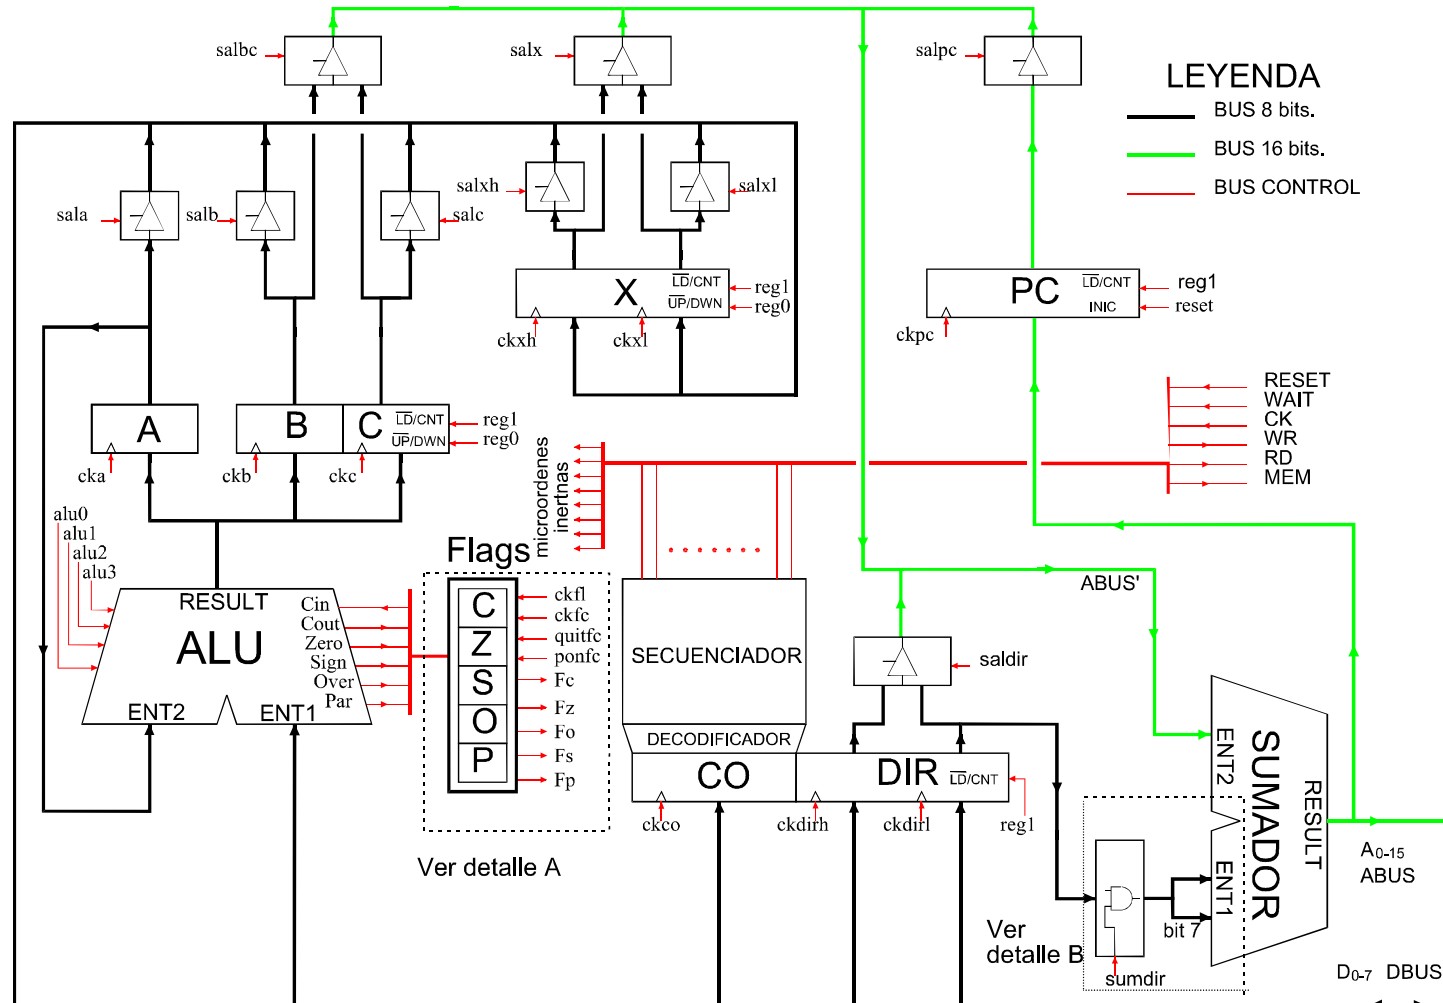 salbc
salx
salpc
LEYENDA
BUS 8 bits.
BUS 16 bits.
BUS CONTROL
sala
salb
salc
salxh
salxl
X
LD/CNT
UP/DWN
reg1
reg0
ckxh
ckxl
PC
LD/CNT
INIC
reg1
reset
ckpc
A
B
C
LD/CNT
UP/DWN
reg1
reg0
cka
ckb
ckc
RESET
WAIT
CK
WR
RD
MEM
microordenes
inertnas
alu0
alu1
alu2
alu3
RESULT
ALU
Cin
Cout
Zero
Sign
Over
Par
ENT2
ENT1
Flags
C
Z
S
O
P
ckfl
ckfc
quitfc
ponfc
Fc
Fz
Fo
Fs
Fp
Ver detalle A
SECUENCIADOR
DECODIFICADOR
CO
DIR
LD/CNT
ckco
ckdirh
ckdirl
reg1
saldir
ABUS'
ENT2
SUMADOR
RESULT
ENT1
bit 7
sumdir
Ver
detalle B
A0-15
ABUS
D0-7 DBUS